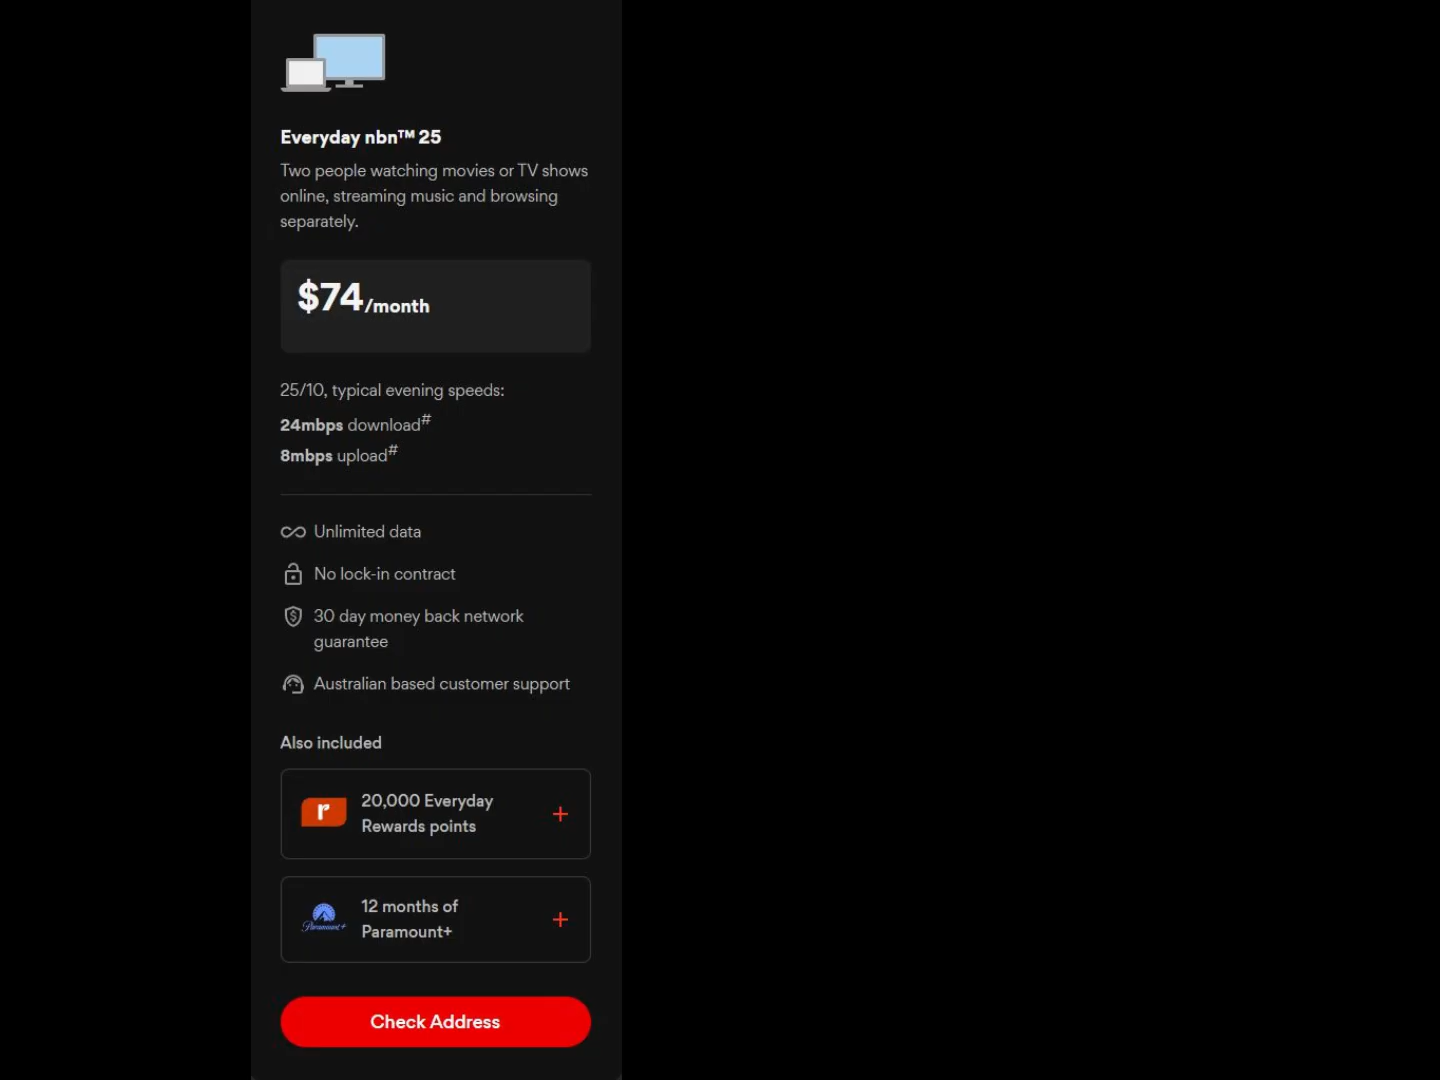 Everyday nbn™ 25
Two people watching movies or TV shows
online, streaming music and browsing
separately.
$74/month
25/10, typical evening speeds:
24mbps download#
8mbps upload#
Unlimited data
No lock-in contract
30 day money back network
guarantee
Australian based customer support
Also included
r
20,000 Everyday
Rewards points
+
Paramount+
12 months of
Paramount+
+
Check Address